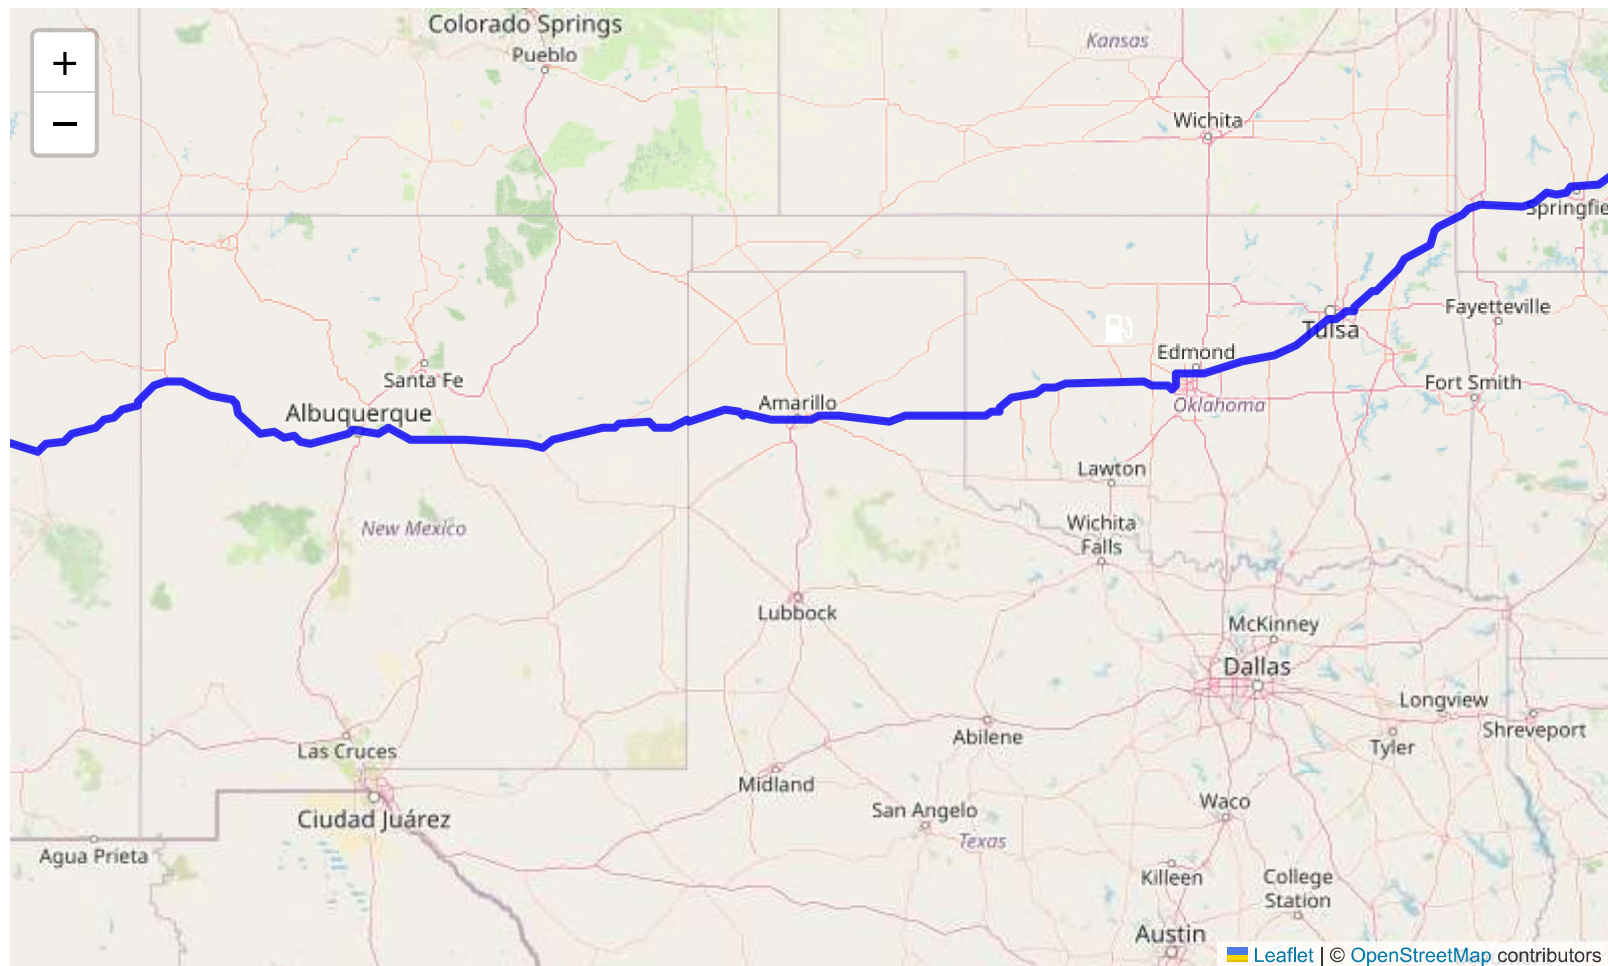 Colorado Springs
Pueblo
Kansas
+
−
Wichita
Springfie
Tulsa
Fayetteville
Edmond
Santa Fe
Fort Smith
Amarillo
Oklahoma
Albuquerque
Lawton
New Mexico
Wichita
Falls
Lubbock
McKinney
Dallas
Longview
Shreveport
Las Cruces
Abilene
Tyler
Midland
Waco
San Angelo
Ciudad Juárez
Texas
Agua Prieta
Killeen
College
Station
Austin
Leaflet | © OpenStreetMap contributors